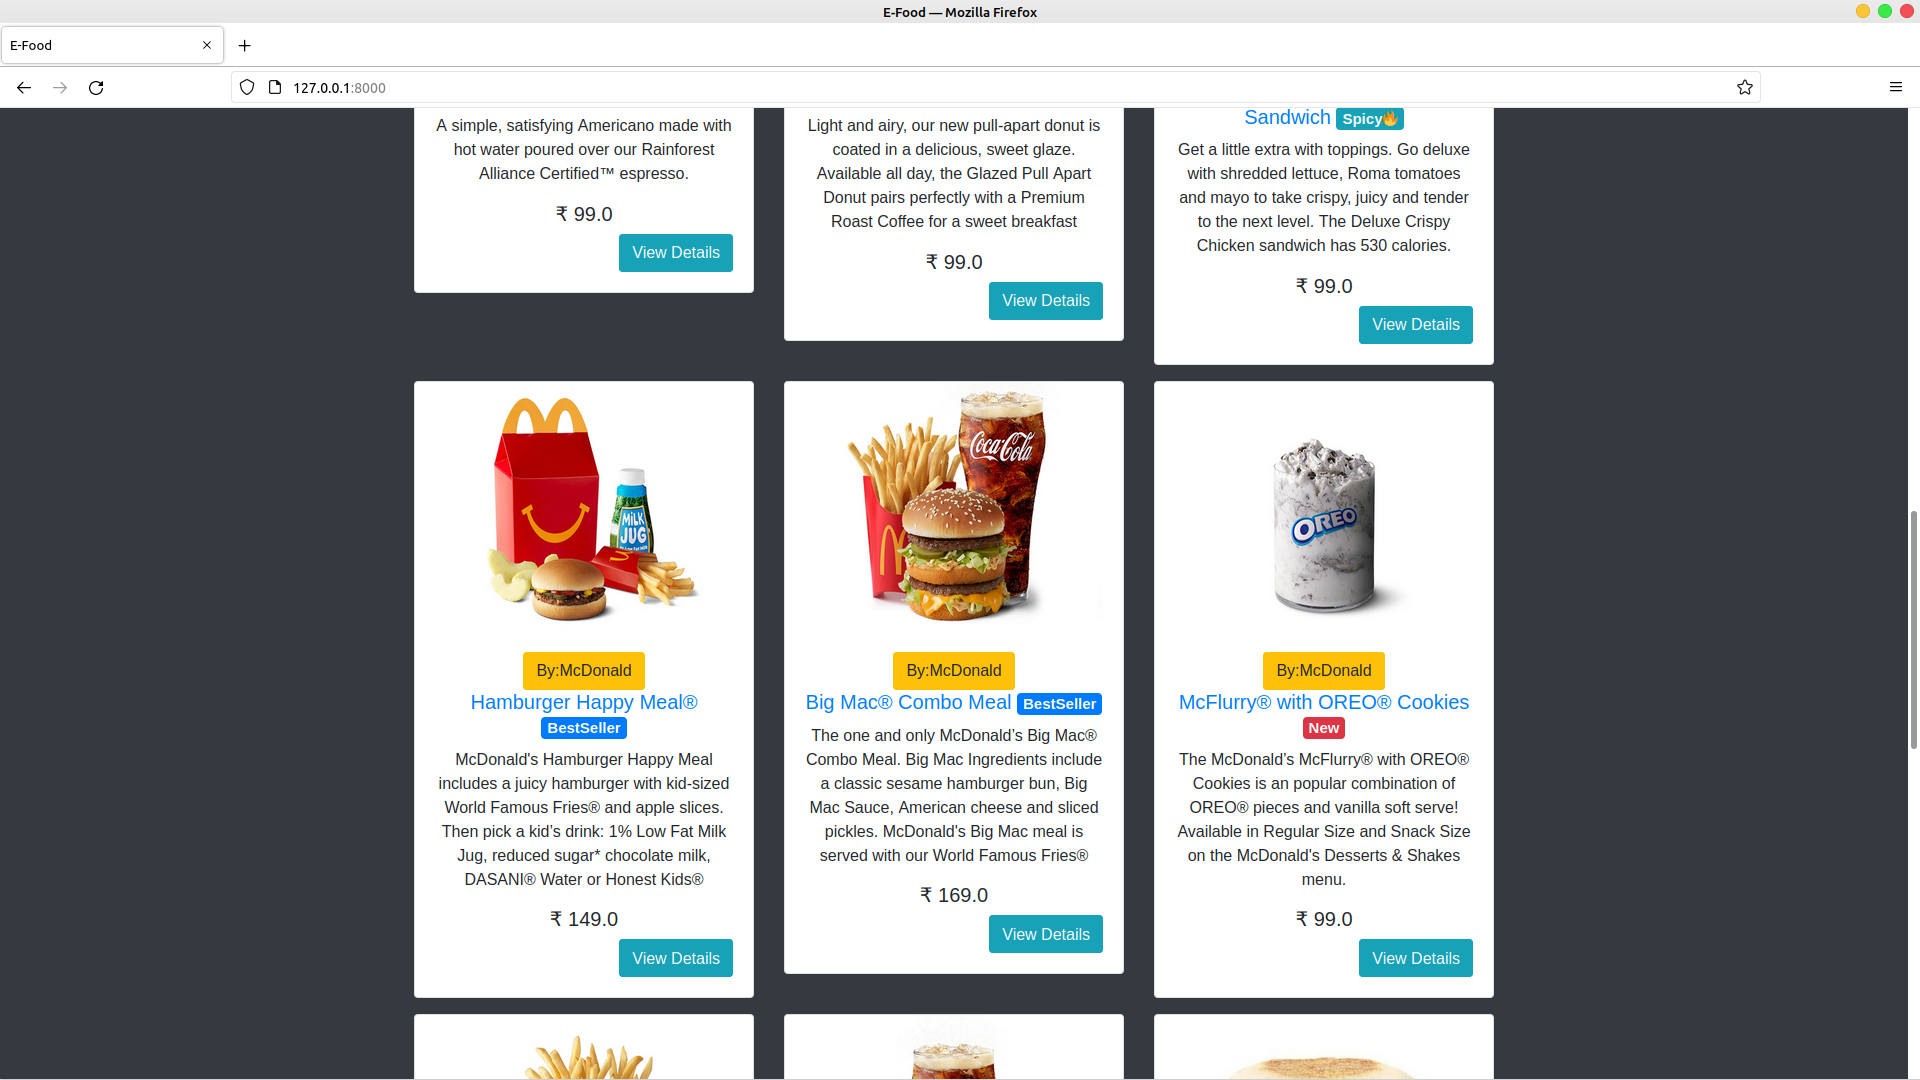 E-Food — Mozilla Firefox
E-Food
127.0.0.1:8000
A simple, satisfying Americano made with
hot water poured over our Rainforest
Alliance Certified™ espresso.
₹ 99.0
View Details
Light and airy, our new pull-apart donut is
coated in a delicious, sweet glaze.
Available all day, the Glazed Pull Apart
Donut pairs perfectly with a Premium
Roast Coffee for a sweet breakfast
₹ 99.0
View Details
Sandwich Spicy🔥
Get a little extra with toppings. Go deluxe
with shredded lettuce, Roma tomatoes
and mayo to take crispy, juicy and tender
to the next level. The Deluxe Crispy
Chicken sandwich has 530 calories.
₹ 99.0
View Details
MiLK
JUG
By:McDonald
Hamburger Happy Meal®
BestSeller
McDonald's Hamburger Happy Meal
includes a juicy hamburger with kid-sized
World Famous Fries® and apple slices.
Then pick a kid’s drink: 1% Low Fat Milk
Jug, reduced sugar* chocolate milk,
DASANI® Water or Honest Kids®
₹ 149.0
View Details
Coca-Cola
By:McDonald
Big Mac® Combo Meal BestSeller
The one and only McDonald’s Big Mac®
Combo Meal. Big Mac Ingredients include
a classic sesame hamburger bun, Big
Mac Sauce, American cheese and sliced
pickles. McDonald's Big Mac meal is
served with our World Famous Fries®
₹ 169.0
View Details
OREO
By:McDonald
McFlurry® with OREO® Cookies
New
The McDonald’s McFlurry® with OREO®
Cookies is an popular combination of
OREO® pieces and vanilla soft serve!
Available in Regular Size and Snack Size
on the McDonald's Desserts & Shakes
menu.
₹ 99.0
View Details